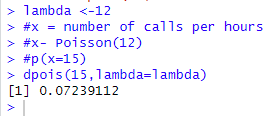 > lambda <-12
> #x = number of calls per hours
> #x- Poisson(12)
> #p(x=15)
> dpois(15,lambda=lambda)
[1] 0.07239112
>